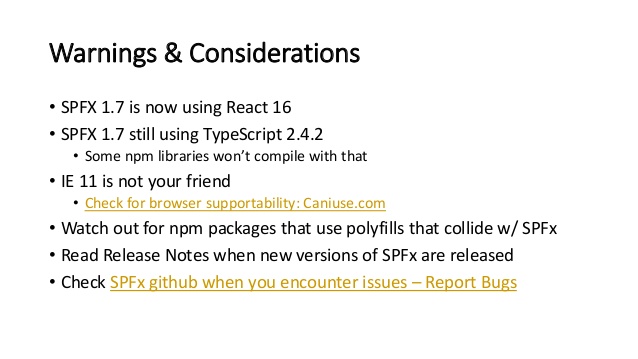 Warnings & Considerations
• SPFX 1.7 is now using React 16
• SPFX 1.7 still using TypeScript 2.4.2
• Some npm libraries won't compile with that
• IE 11 is not your friend
• Check for browser supportability: Caniuse.com
• Watch out for npm packages that use polyfills that collide w/ SPFx
• Read Release Notes when new versions of SPFx are released
• Check SPFx github when you encounter issues – Report Bugs